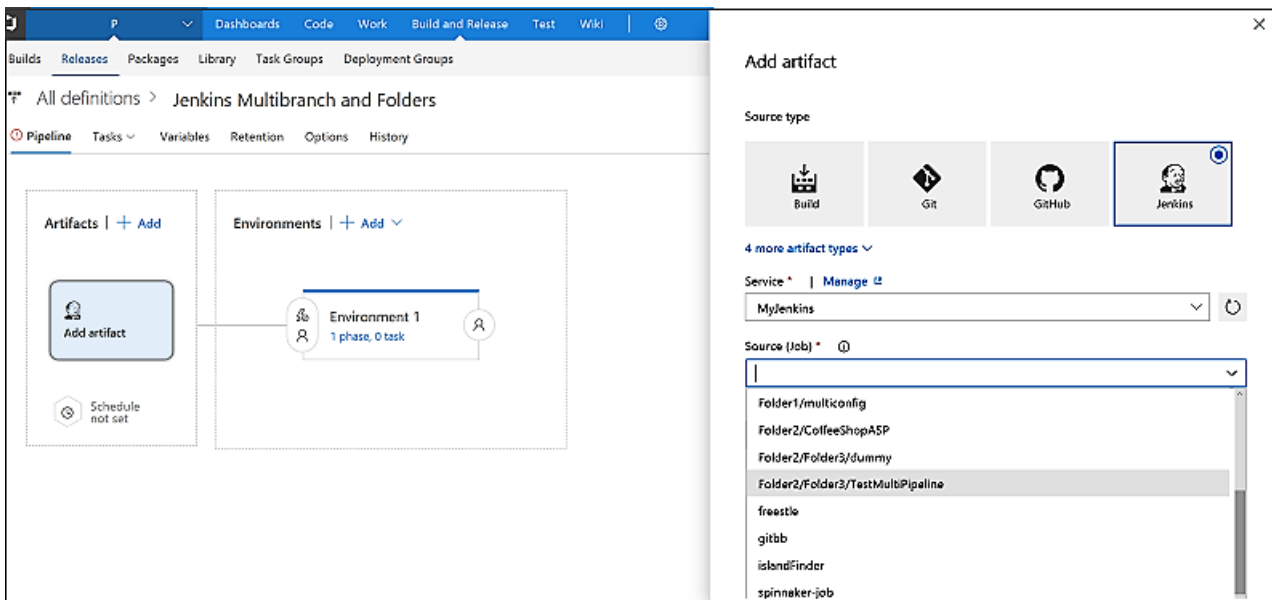 P Dashboards Code Work Build and Release Test Wiki
Builds Releases Packages Library Task Groups Deployment Groups
All definitions > Jenkins Multibranch and Folders
Pipeline Tasks Variables Retention Options History
Artifacts | + Add
Environments | + Add
Add artifact
Schedule
not set
Environment 1
1 phase, 0 task
Add artifact
Source type
Build Git GitHub Jenkins
4 more artifact types
Service * | Manage
MyJenkins
Source (Job) *
Folder1/multiconfig
Folder2/CoffeeShopASP
Folder2/Folder3/dummy
Folder2/Folder3/TestMultiPipeline
freestle
gitbb
islandFinder
spinnaker-job